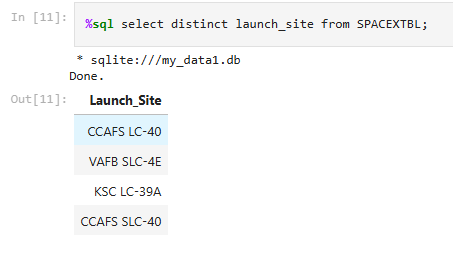 In [11]:
%sql select distinct launch_site from SPACEXTBL;
* sqlite:///my_data1.db
Done.
Out[11]:
Launch_Site
CCAFS LC-40
VAFB SLC-4E
KSC LC-39A
CCAFS SLC-40